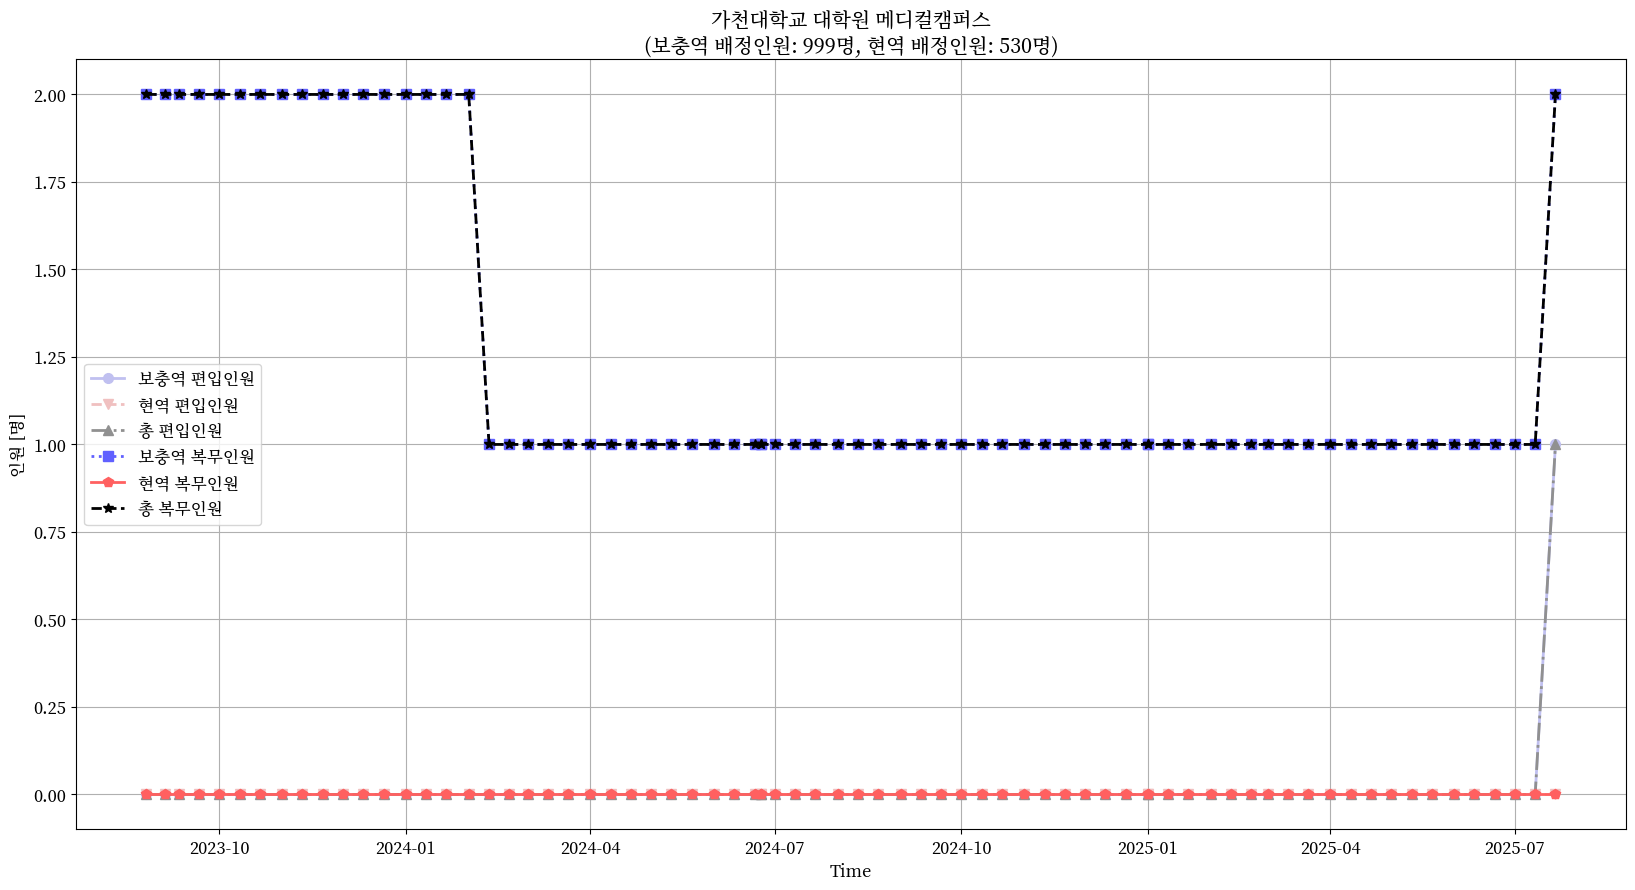 가천대학교 대학원 메디컬캠퍼스
(보충역 배정인원: 999명, 현역 배정인원: 530명)
2.00
1.75
1.50
1.25
1.00
0.75
0.50
0.25
0.00
인원 [명]
보충역 편입인원
현역 편입인원
총 편입인원
보충역 복무인원
현역 복무인원
총 복무인원
2023-10
2024-01
2024-04
2024-07
2024-10
2025-01
2025-04
2025-07
Time